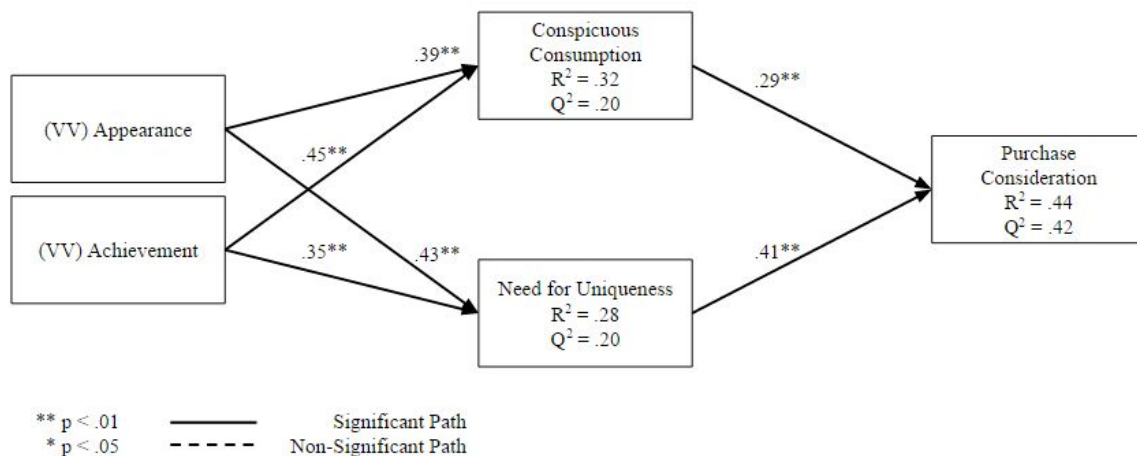 Conspicuous
Consumption
R² = .32
Q² = .20
.39**
.29**
(VV) Appearance
.45**
Purchase
Consideration
R² = .44
Q² = .42
(VV) Achievement
.35**
.43**
.41**
Need for Uniqueness
R² = .28
Q² = .20
** p < .01 Significant Path
* p < .05 Non-Significant Path